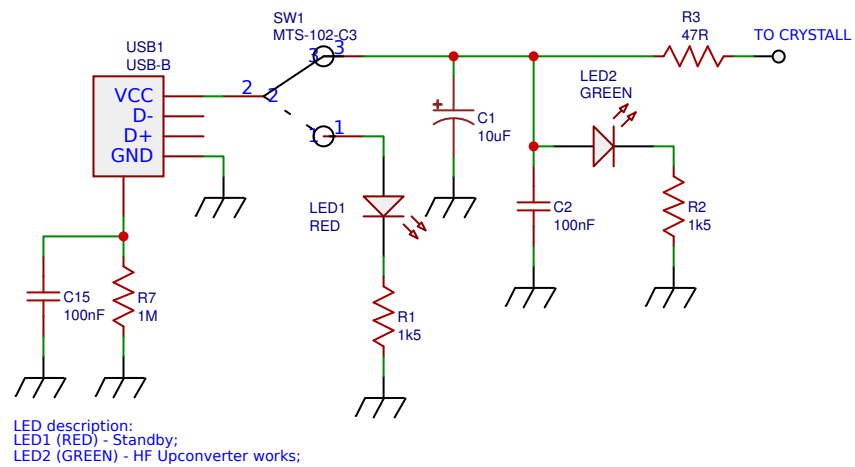 SW1
MTS-102-C3
R3
47R
TO CRYSTALL
USB1
USB-B
VCC
D-
D+
GND
2
2
3
3
1
1
LED2
GREEN
C1
10uF
LED1
RED
C2
100nF
R2
1k5
C15
100nF
R7
1M
R1
1k5
LED description:
LED1 (RED) - Standby;
LED2 (GREEN) - HF Upconverter works;